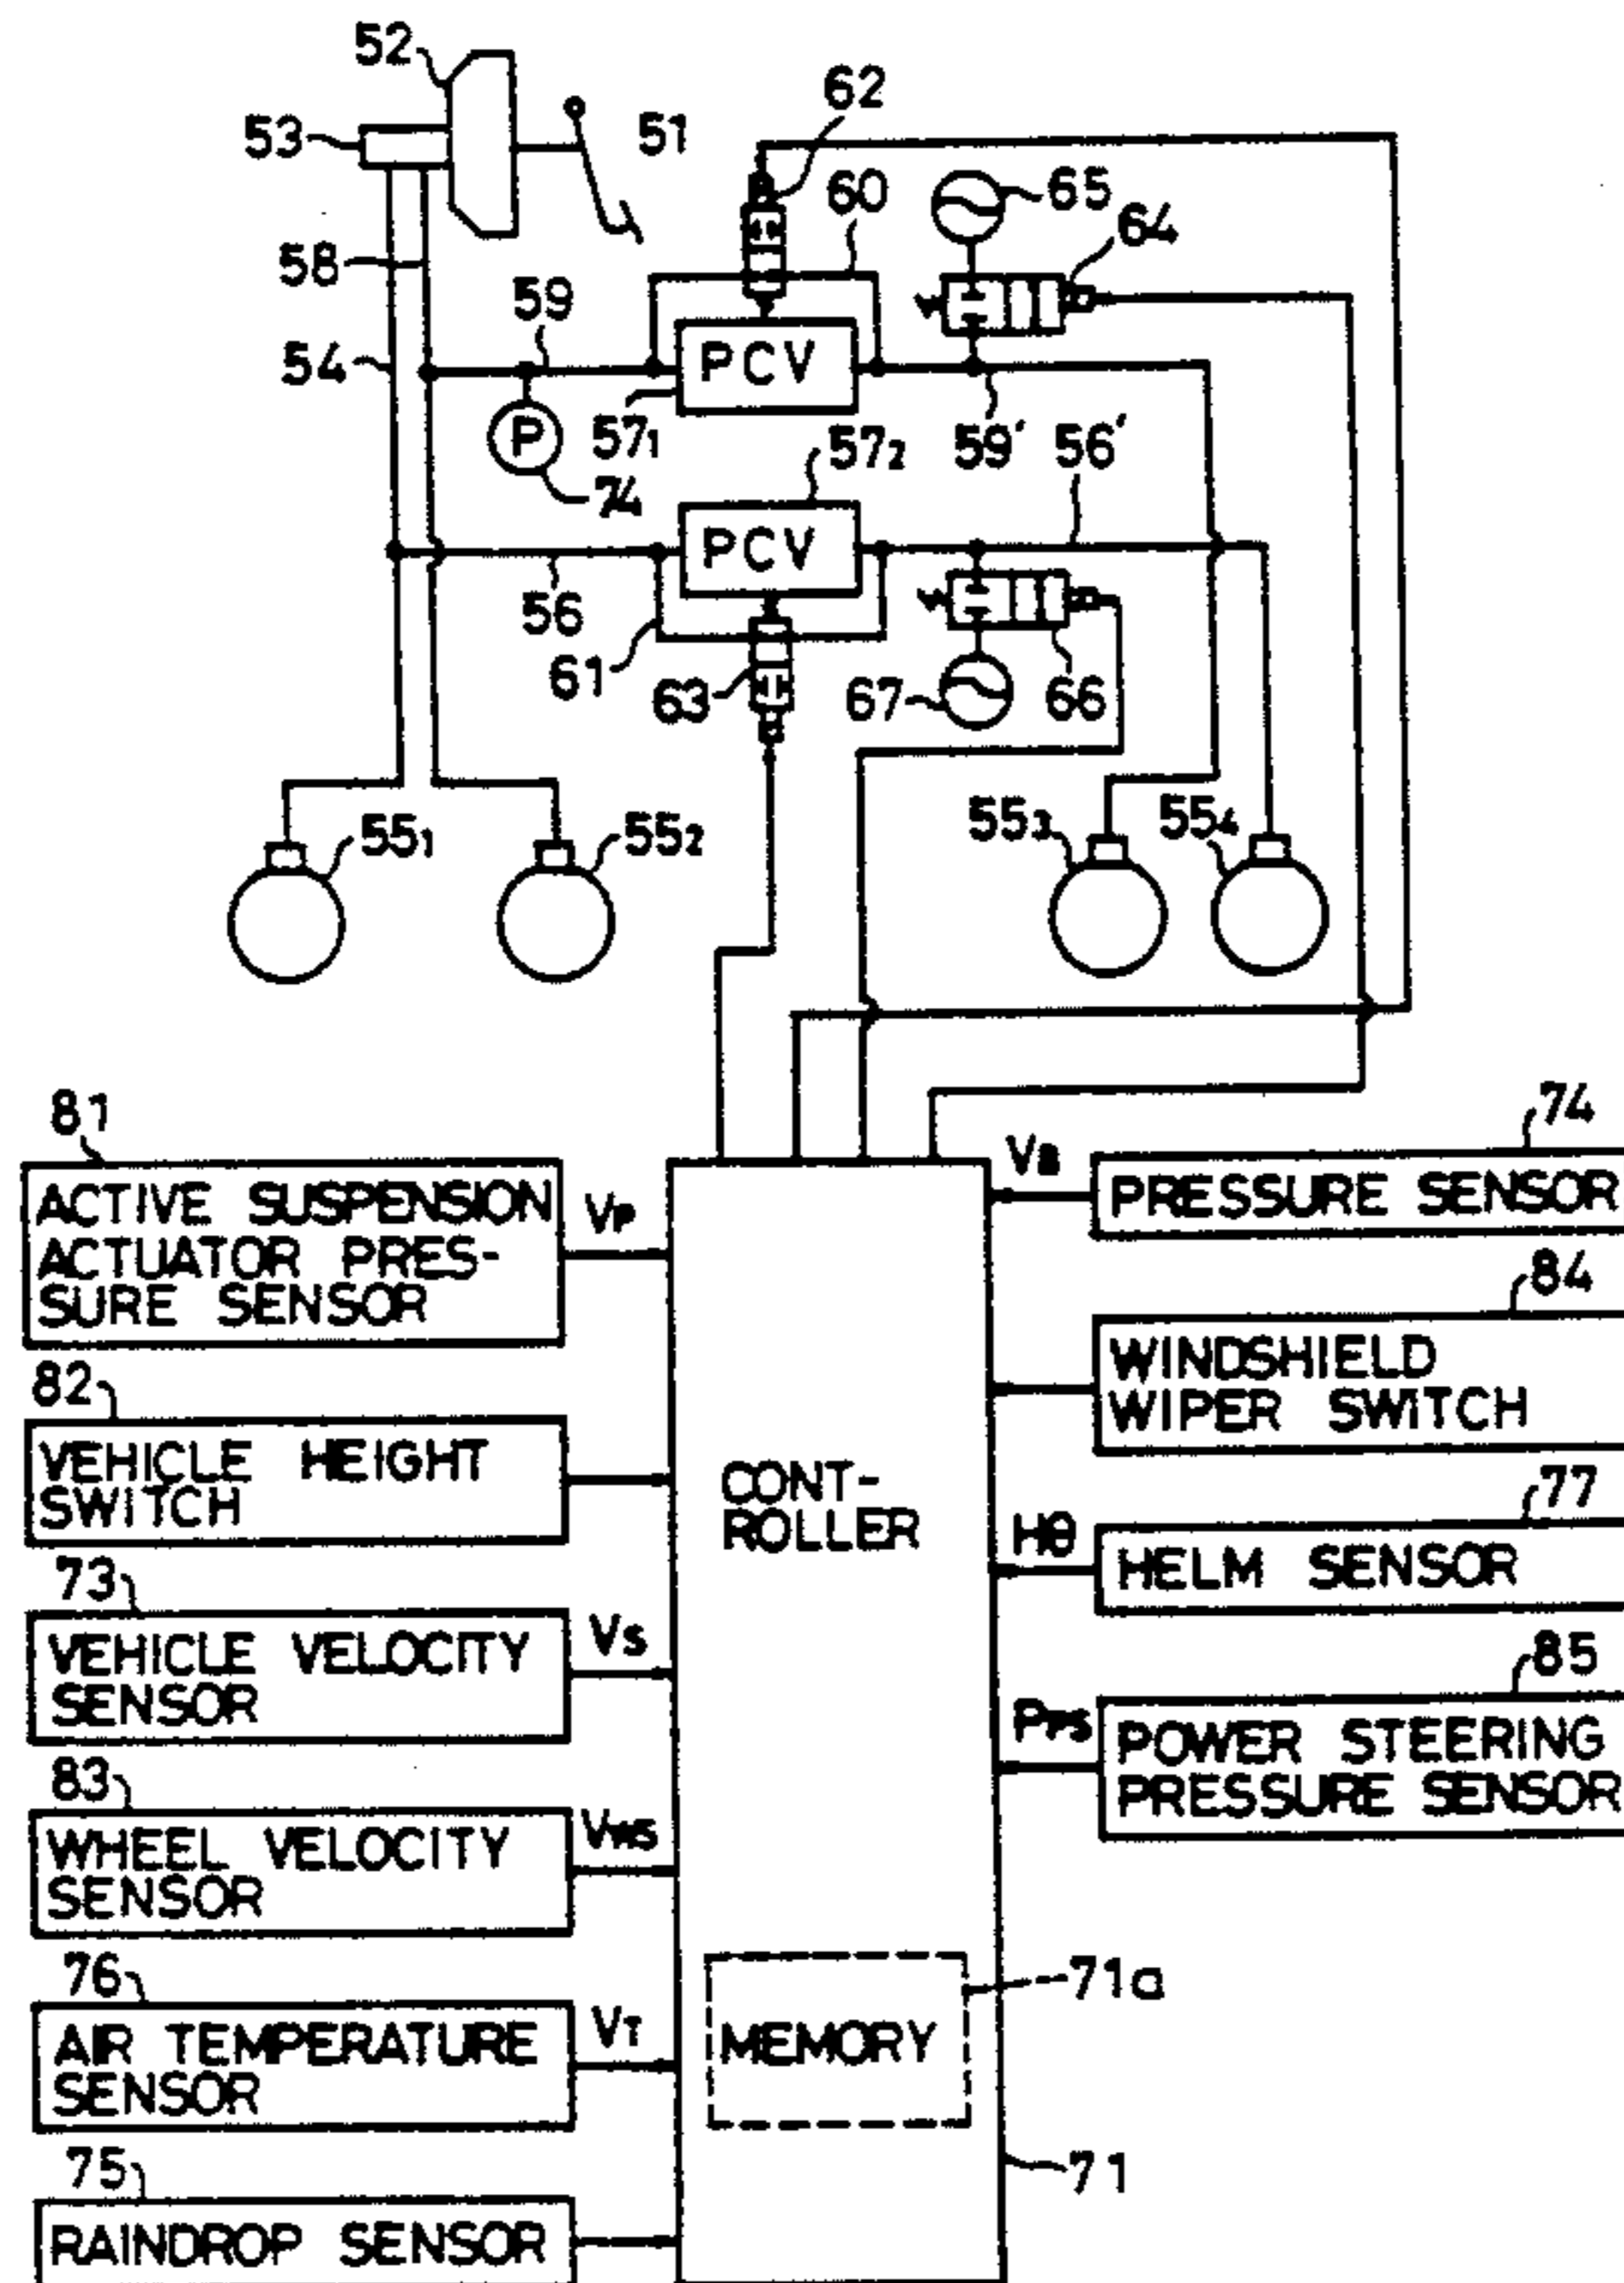 52
62
53
51
60
65
64
58
59
54
PCV
57₁
57₂
59'
56'
P
74
PCV
56
61
63
67
66
55₁
55₂
55₃
55₄
81
ACTIVE SUSPENSION
ACTUATOR PRES-
SURE SENSOR
VP
VB
74
PRESSURE SENSOR
84
WINDSHIELD
WIPER SWITCH
82
VEHICLE HEIGHT
SWITCH
CONT-
ROLLER
77
Hθ
HELM SENSOR
73
VEHICLE VELOCITY
SENSOR
VS
85
PPS
POWER STEERING
PRESSURE SENSOR
83
WHEEL VELOCITY
SENSOR
VWS
76
AIR TEMPERATURE
SENSOR
VT
71a
MEMORY
71
75
RAINDROP SENSOR